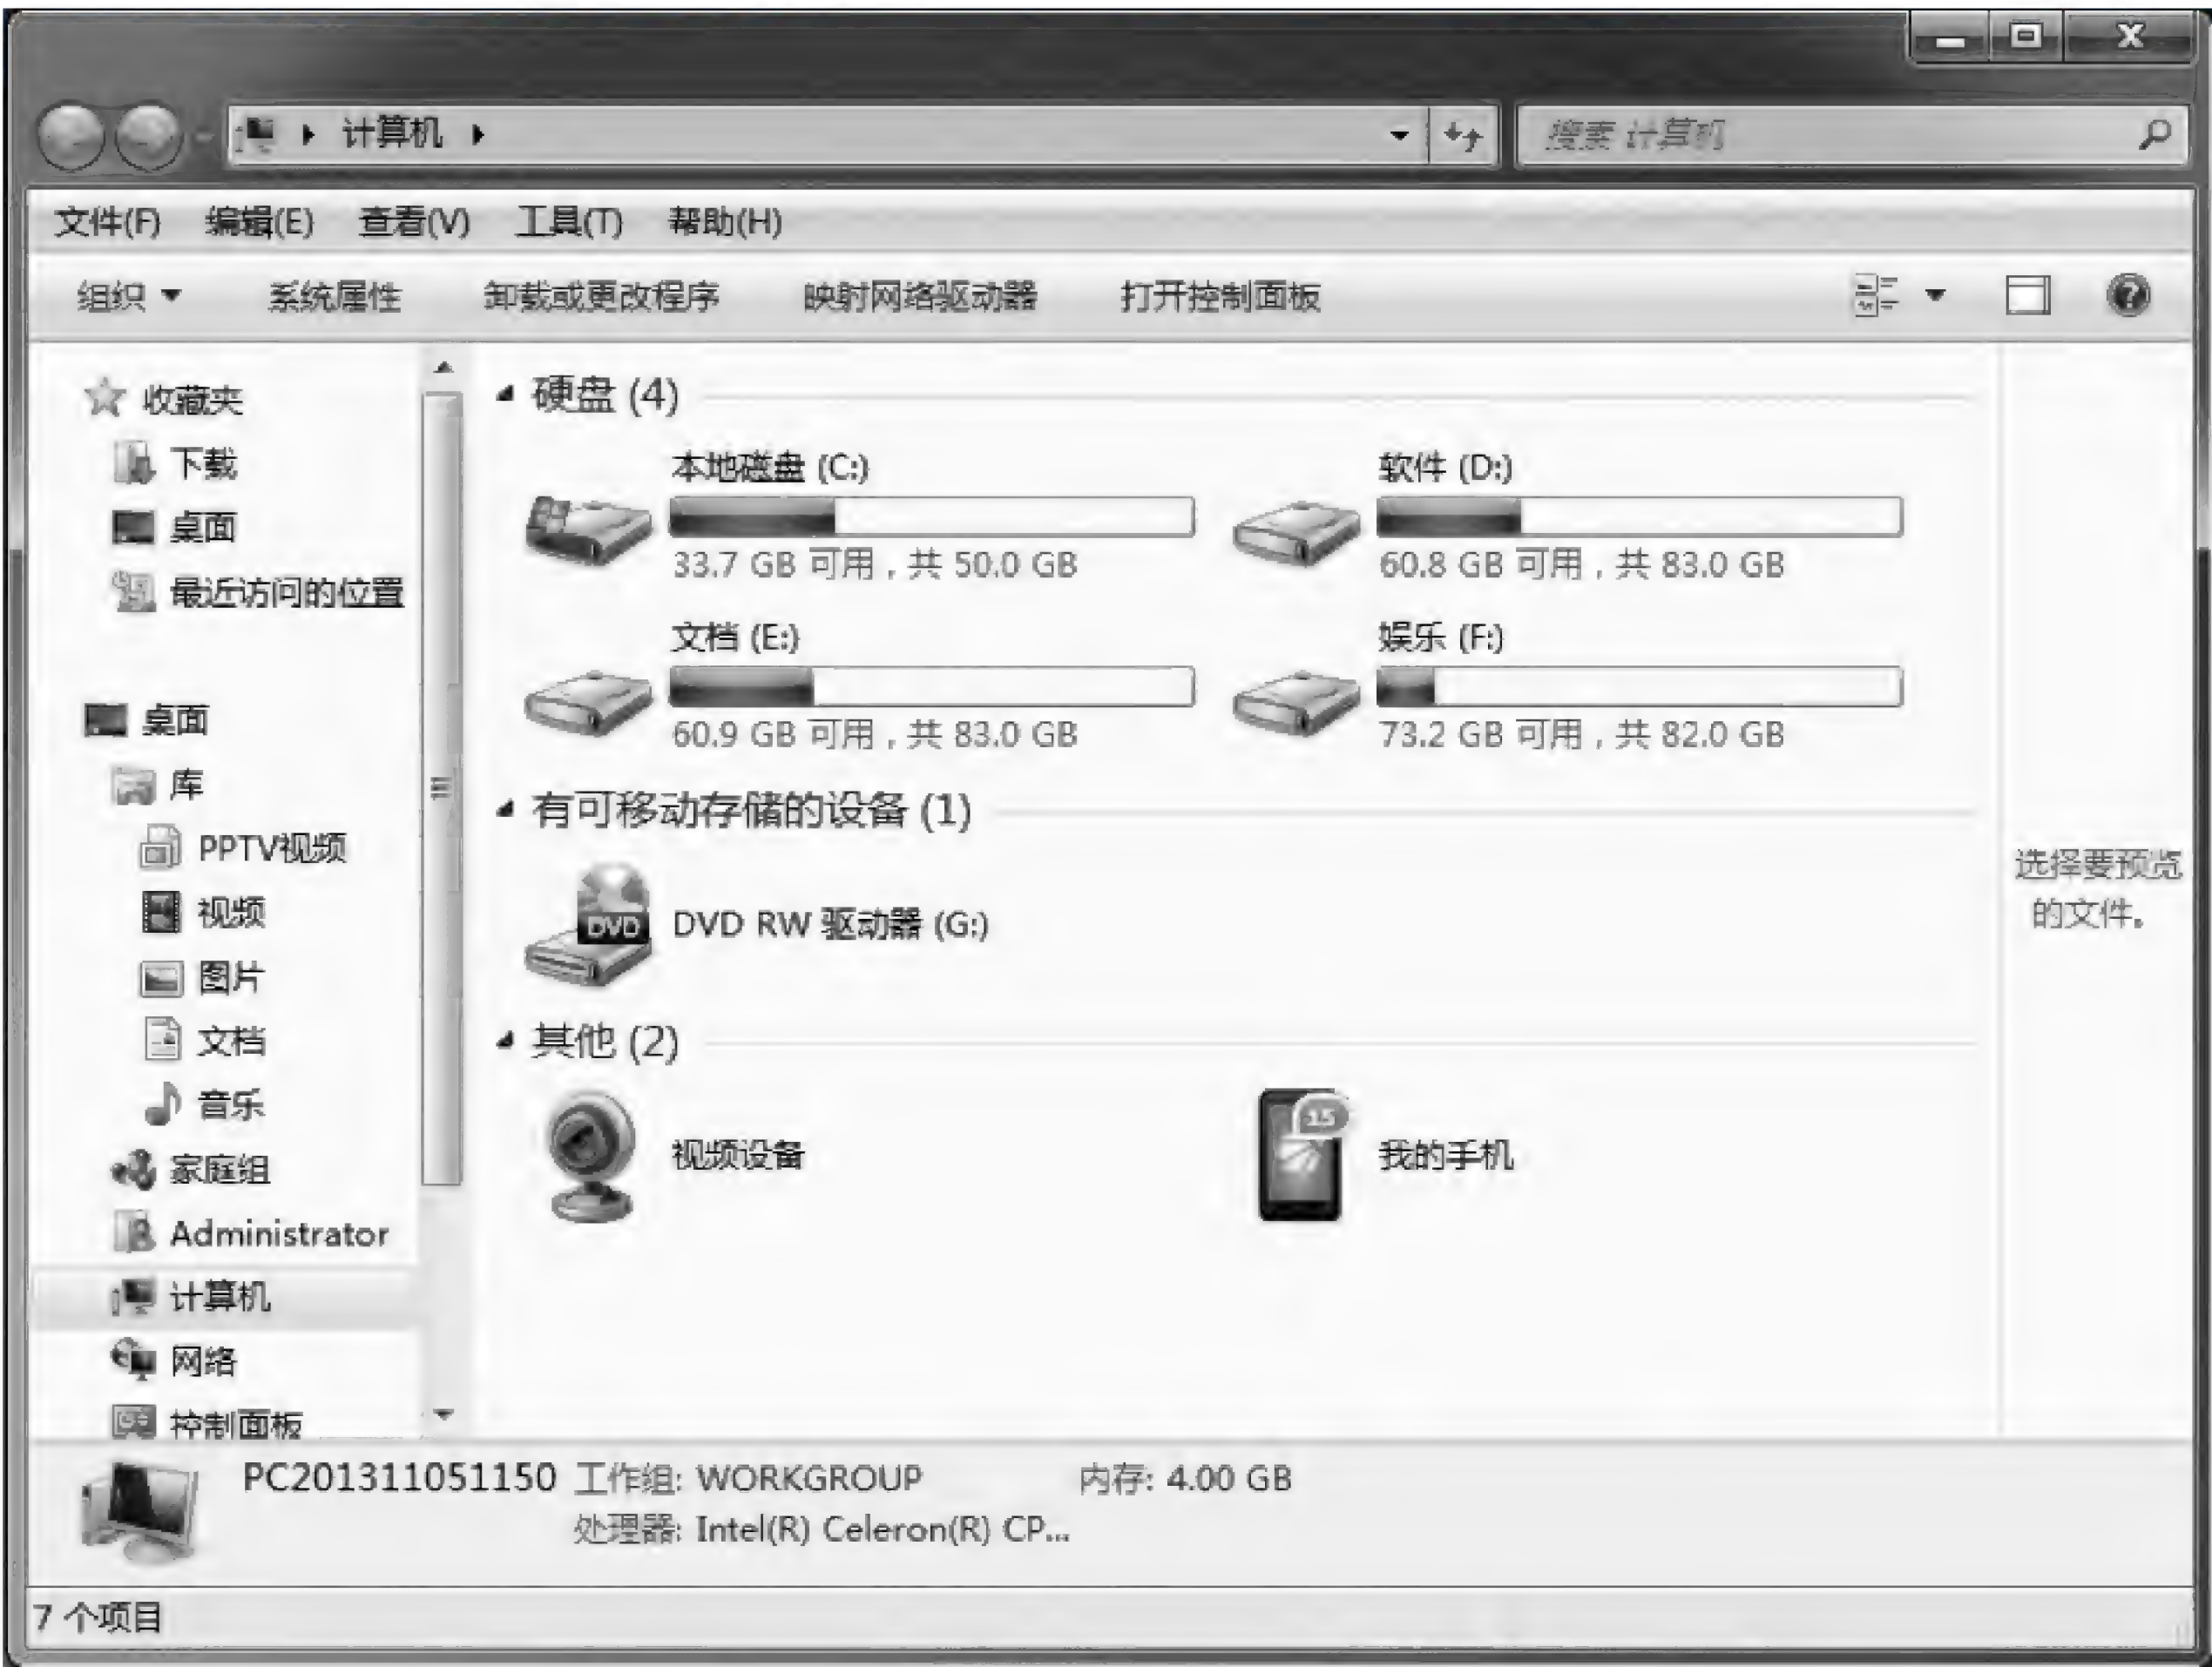 计算机
搜索 计算机
文件(F) 编辑(E) 查看(V) 工具(T) 帮助(H)
组织 系统属性 卸载或更改程序 映射网络驱动器 打开控制面板
收藏夹
下载
桌面
最近访问的位置
桌面
库
PPTV视频
视频
图片
文档
音乐
家庭组
Administrator
计算机
网络
控制面板
硬盘 (4)
本地磁盘 (C:)
33.7 GB 可用，共 50.0 GB
软件 (D:)
60.8 GB 可用，共 83.0 GB
文档 (E:)
60.9 GB 可用，共 83.0 GB
娱乐 (F:)
73.2 GB 可用，共 82.0 GB
有可移动存储的设备 (1)
DVD
DVD RW 驱动器 (G:)
其他 (2)
视频设备
15
我的手机
选择要预览
的文件。
PC201311051150 工作组: WORKGROUP 内存: 4.00 GB
处理器: Intel(R) Celeron(R) CP...
7 个项目